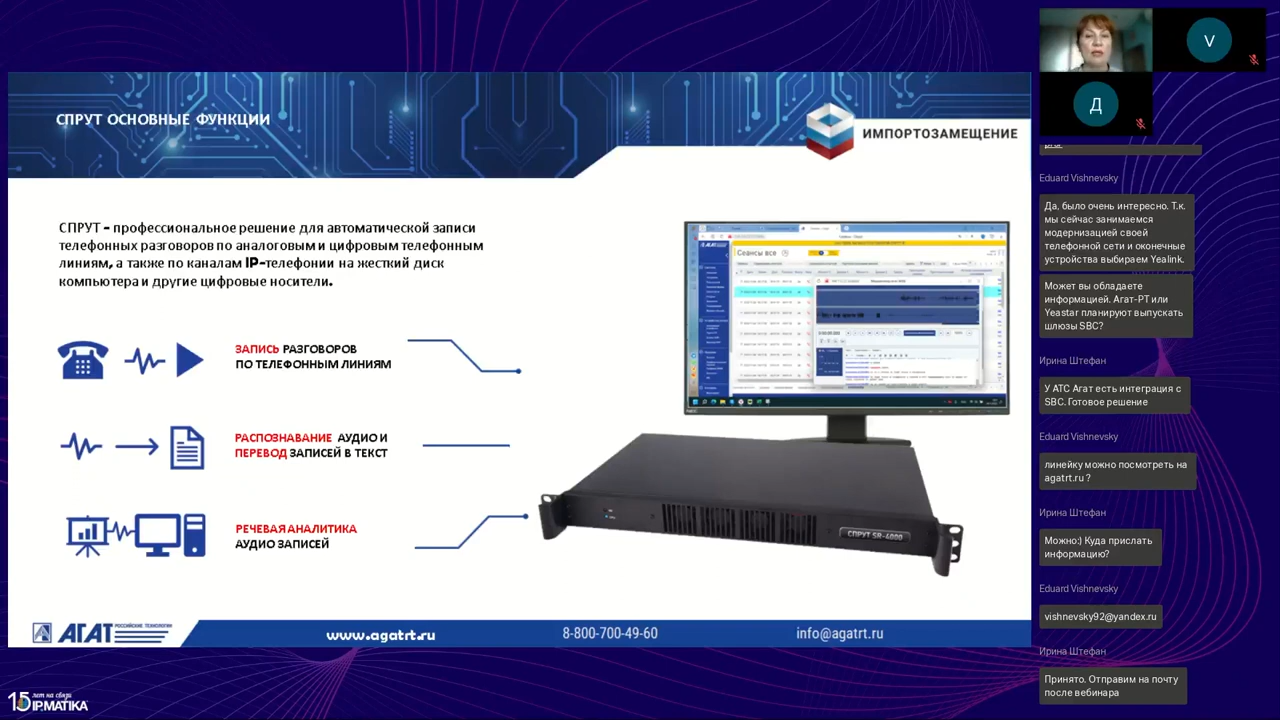 СПРУТ ОСНОВНЫЕ ФУНКЦИИ
ИМПОРТОЗАМЕЩЕНИЕ
СПРУТ – профессиональное решение для автоматической записи
телефонных разговоров по аналоговым и цифровым телефонным
линиям, а также по каналам IP-телефонии на жесткий диск
компьютера и другие цифровые носители.
ЗАПИСЬ РАЗГОВОРОВ
ПО ТЕЛЕФОННЫМ ЛИНИЯМ
РАСПОЗНАВАНИЕ АУДИО И
ПЕРЕВОД ЗАПИСЕЙ В ТЕКСТ
РЕЧЕВАЯ АНАЛИТИКА
АУДИО ЗАПИСЕЙ
АГАТ
Сеансы все
СПРУТ SR-4000
АГАТ РОССИЙСКИЕ ТЕХНОЛОГИИ
www.agatrt.ru
8-800-700-49-60
info@agatrt.ru
15 лет на связи
IPMATIKA
V
Д
Eduard Vishnevsky
Да, было очень интересно. Т.к.
мы сейчас занимаемся
модернизацией своей
телефонной сети и оконечные
устройства выбираем Yealink.
Может вы обладаете
информацией. Агат-РТ или
Yeastar планируют выпускать
шлюзы SBC?
Ирина Штефан
У АТС Агат есть интеграция с
SBC. Готовое решение
Eduard Vishnevsky
линейку можно посмотреть на
agatrt.ru ?
Ирина Штефан
Можно:) Куда прислать
информацию?
Eduard Vishnevsky
vishnevsky92@yandex.ru
Ирина Штефан
Принято. Отправим на почту
после вебинара